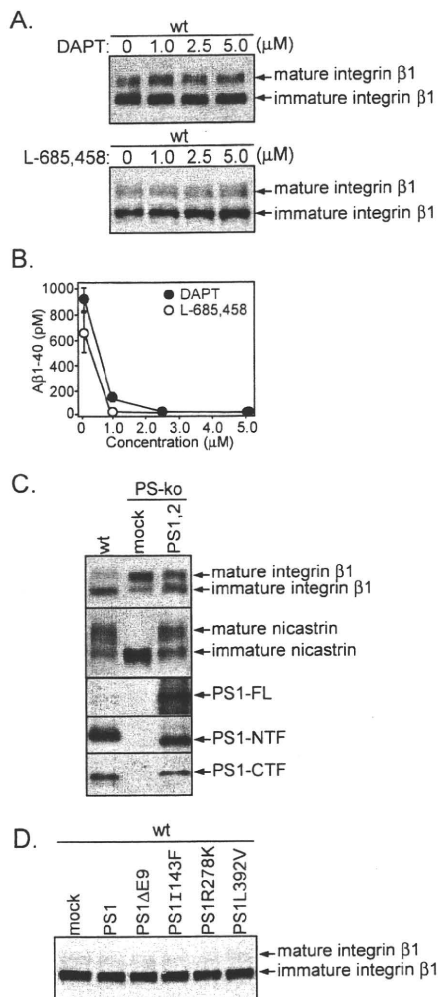 A.
wt
DAPT: 0 1.0 2.5 5.0 (μM)
mature integrin β1
immature integrin β1
wt
L-685,458: 0 1.0 2.5 5.0 (μM)
mature integrin β1
immature integrin β1
B.
Aβ1-40 (pM)
1000
800
600
400
200
0
DAPT
L-685,458
0 1.0 2.0 3.0 4.0 5.0
Concentration (μM)
C.
PS-ko
wt mock PS1,2
mature integrin β1
immature integrin β1
mature nicastrin
immature nicastrin
PS1-FL
PS1-NTF
PS1-CTF
D.
wt
mock PS1 PS1ΔE9 PS1I143F PS1R278K PS1L392V
mature integrin β1
immature integrin β1